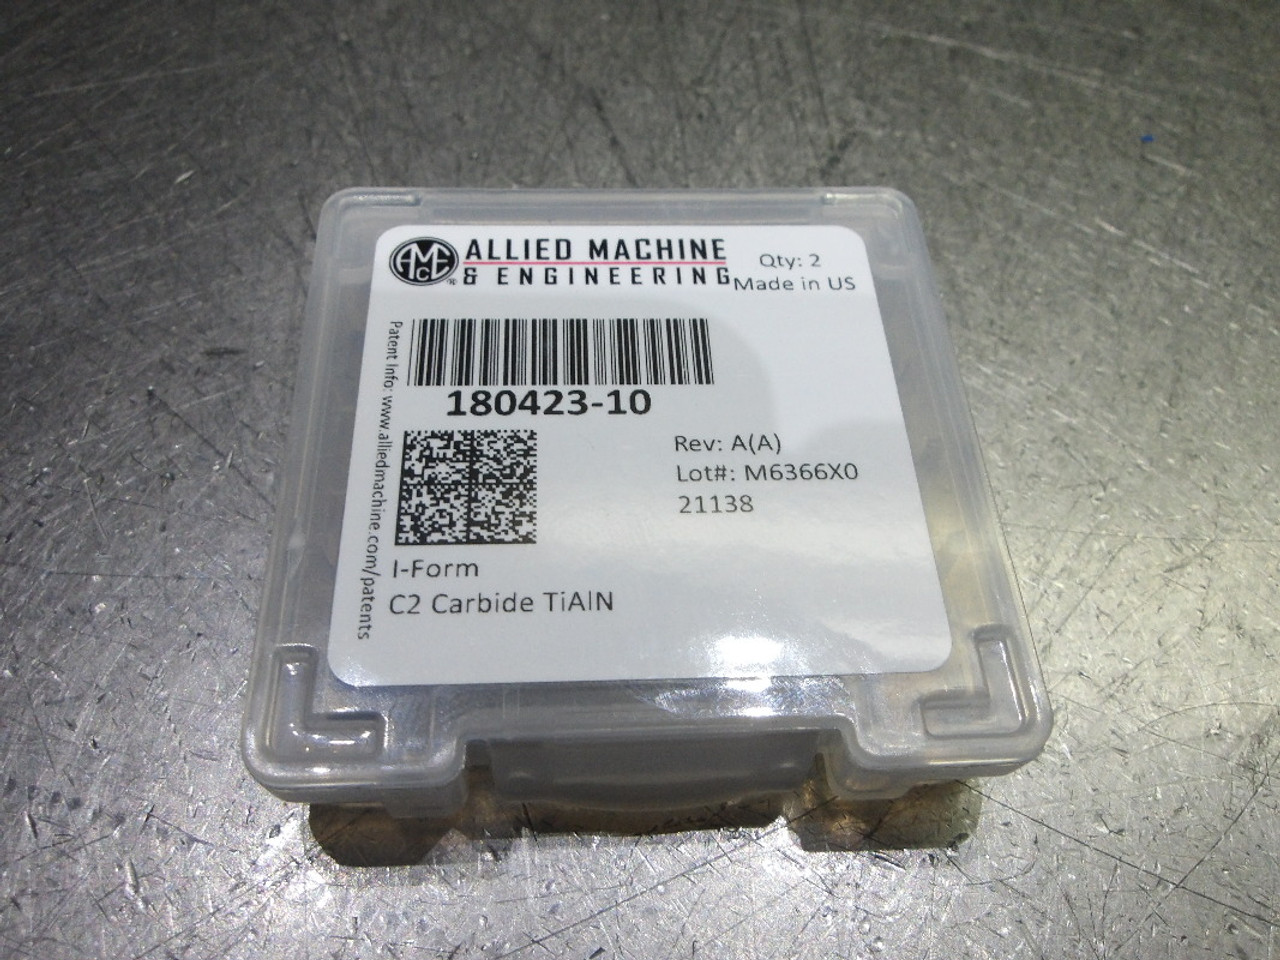 AMEC®
ALLIED MACHINE
& ENGINEERING
Qty: 2
Made in US
Patent Info: www.alliedmachine.com/patents
180423-10
Rev: A(A)
Lot#: M6366X0
21138
I-Form
C2 Carbide TiAlN